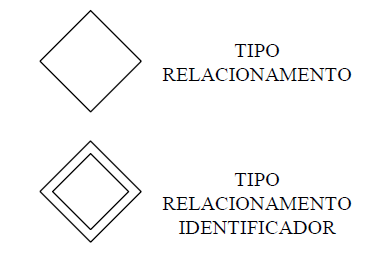 TIPO
RELACIONAMENTO
TIPO
RELACIONAMENTO
IDENTIFICADOR